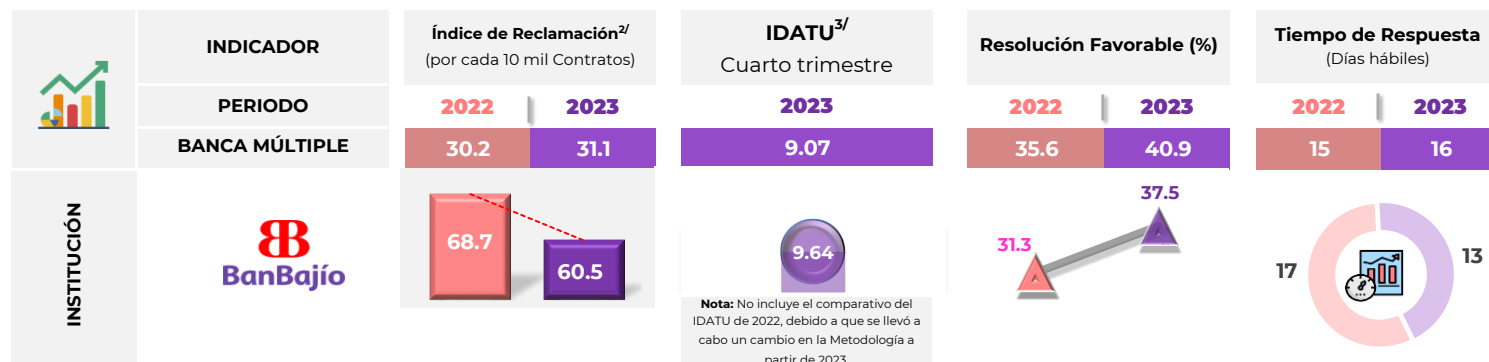 INDICADOR
Índice de Reclamación2/
(por cada 10 mil Contratos)
IDATU3/
Cuarto trimestre
Resolución Favorable (%)
Tiempo de Respuesta
(Días hábiles)
PERIODO
2022 2023
2023
2022 2023
2022 2023
BANCA MÚLTIPLE
30.2 31.1
9.07
35.6 40.9
15 16
INSTITUCIÓN
BB
BanBajío
68.7
60.5
9.64
Nota: No incluye el comparativo del
IDATU de 2022, debido a que se llevó a
cabo un cambio en la Metodología a
partir de 2023
31.3
37.5
17
13